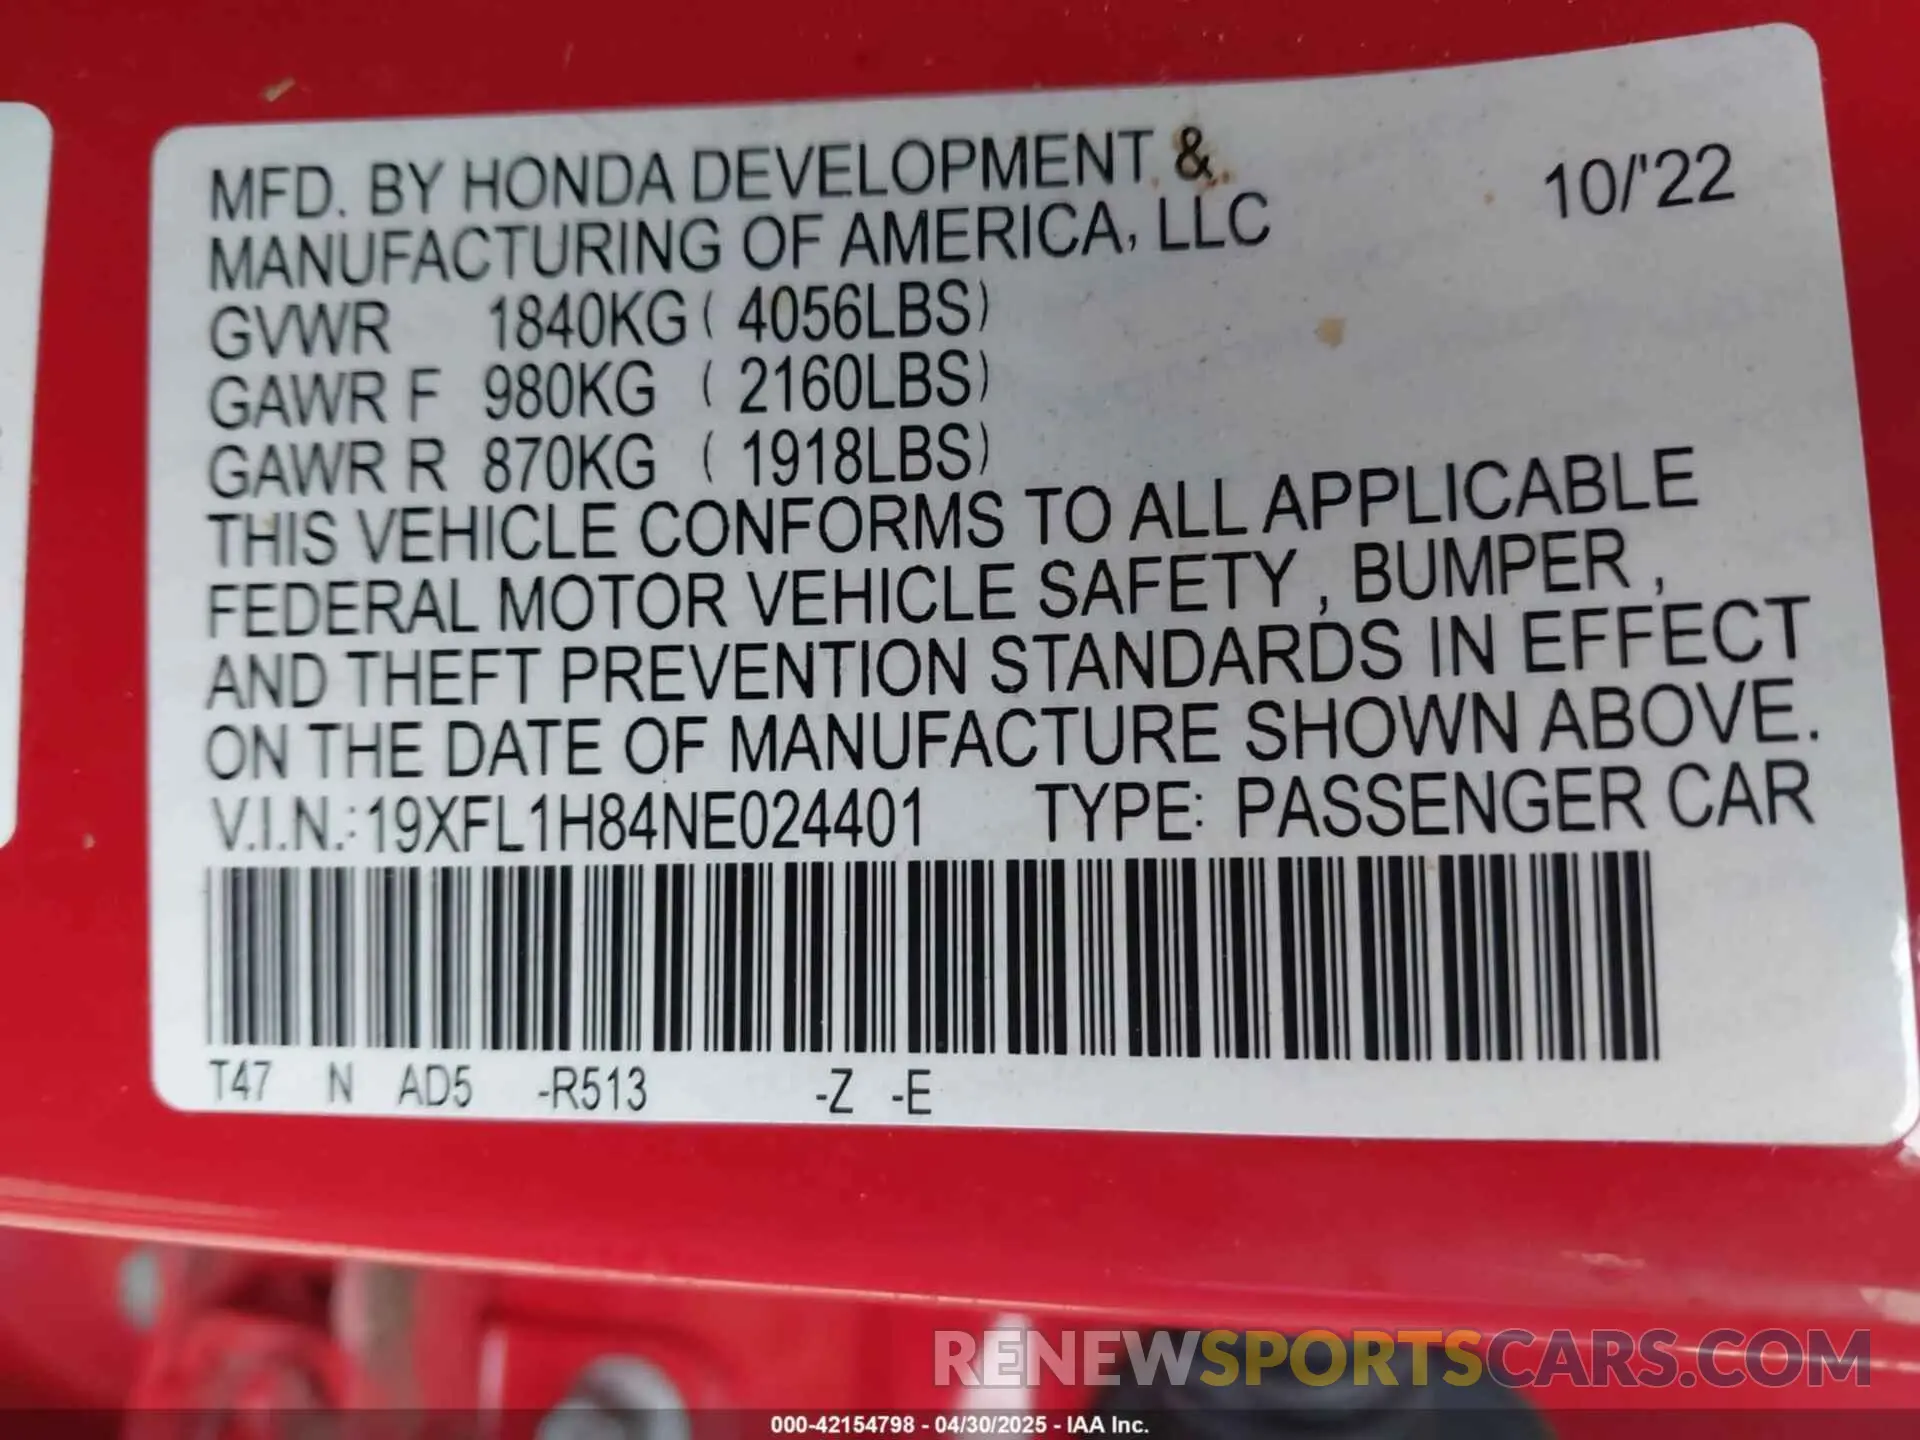 MFD. BY HONDA DEVELOPMENT &
MANUFACTURING OF AMERICA, LLC
10/'22
GVWR 1840KG ( 4056LBS)
GAWR F 980KG ( 2160LBS)
GAWR R 870KG ( 1918LBS)
THIS VEHICLE CONFORMS TO ALL APPLICABLE
FEDERAL MOTOR VEHICLE SAFETY , BUMPER ,
AND THEFT PREVENTION STANDARDS IN EFFECT
ON THE DATE OF MANUFACTURE SHOWN ABOVE.
V.I.N.: 19XFL1H84NE024401 TYPE: PASSENGER CAR
T47 N AD5 -R513 -Z -E
RENEWSPORTSCARS.COM
000-42154798 - 04/30/2025 - IAA Inc.